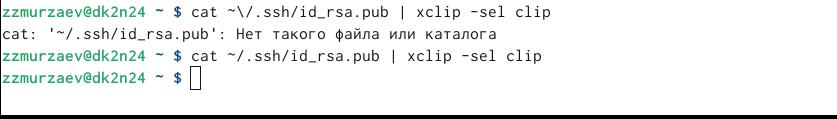 zzmurzaev@dk2n24 ~ $ cat ~\/.ssh/id_rsa.pub | xclip -sel clip
cat: '~/.ssh/id_rsa.pub': Нет такого файла или каталога
zzmurzaev@dk2n24 ~ $ cat ~/.ssh/id_rsa.pub | xclip -sel clip
zzmurzaev@dk2n24 ~ $